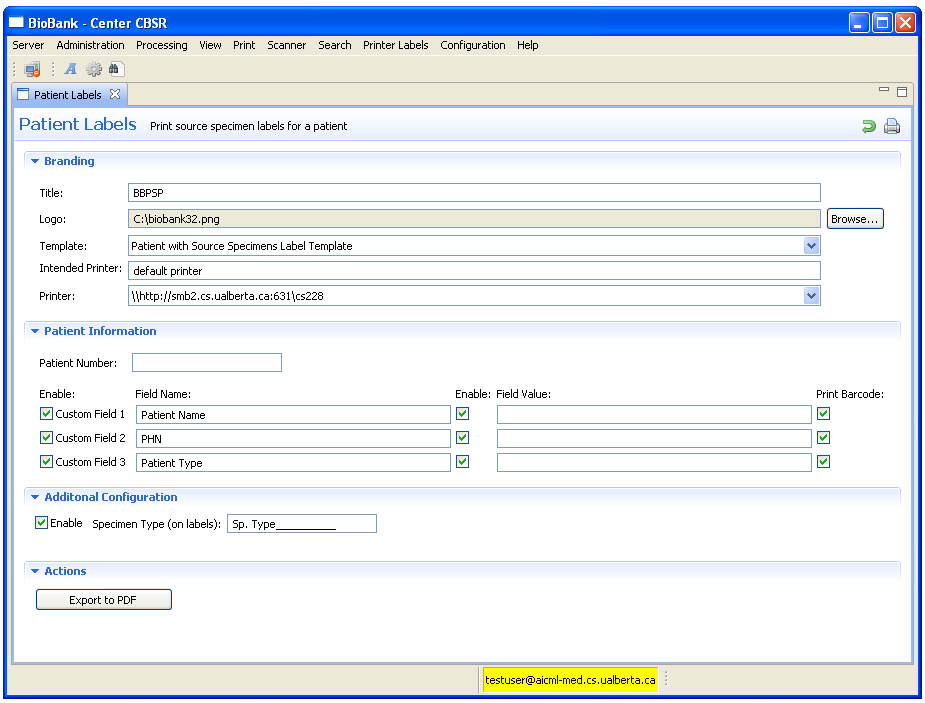 BioBank - Center CBSR
Server Administration Processing View Print Scanner Search Printer Labels Configuration Help
Patient Labels
Patient Labels Print source specimen labels for a patient
Branding
Title: BBPSP
Logo: C:\biobank32.png Browse...
Template: Patient with Source Specimens Label Template
Intended Printer: default printer
Printer: \\http://smb2.cs.ualberta.ca:631\cs228
Patient Information
Patient Number:
Enable: Field Name: Enable: Field Value: Print Barcode:
Custom Field 1 Patient Name
Custom Field 2 PHN
Custom Field 3 Patient Type
Additonal Configuration
Enable Specimen Type (on labels): Sp. Type__________
Actions
Export to PDF
testuser@aicml-med.cs.ualberta.ca